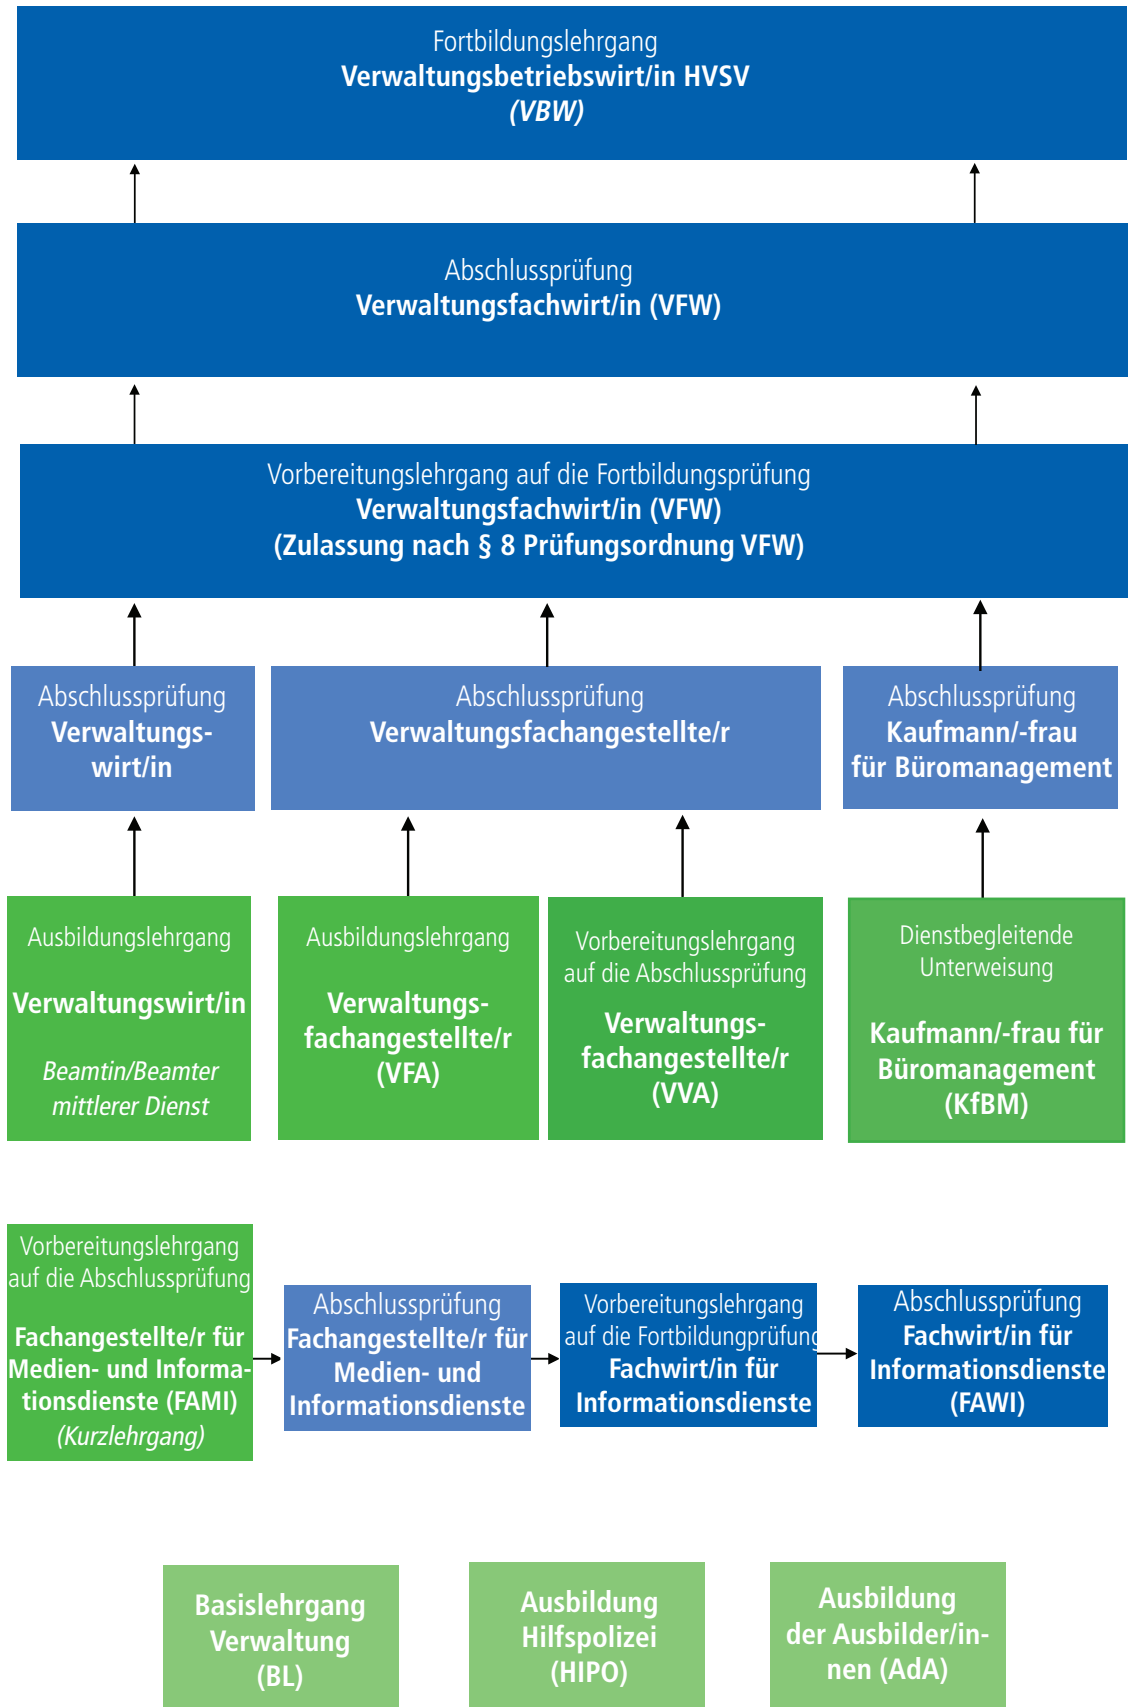 Fortbildungslehrgang
Verwaltungsbetriebswirt/in HVSV
(VBW)
Abschlussprüfung
Verwaltungsfachwirt/in (VFW)
Vorbereitungslehrgang auf die Fortbildungsprüfung
Verwaltungsfachwirt/in (VFW)
(Zulassung nach § 8 Prüfungsordnung VFW)
Abschlussprüfung
Verwaltungs-
wirt/in
Abschlussprüfung
Verwaltungsfachangestellte/r
Abschlussprüfung
Kaufmann/-frau
für Büromanagement
Ausbildungslehrgang
Verwaltungswirt/in
Beamtin/Beamter
mittlerer Dienst
Ausbildungslehrgang
Verwaltungs-
fachangestellte/r
(VFA)
Vorbereitungslehrgang
auf die Abschlussprüfung
Verwaltungs-
fachangestellte/r
(VVA)
Dienstbegleitende
Unterweisung
Kaufmann/-frau für
Büromanagement
(KfBM)
Vorbereitungslehrgang
auf die Abschlussprüfung
Fachangestellte/r für
Medien- und Informa-
tionsdienste (FAMI)
(Kurzlehrgang)
Abschlussprüfung
Fachangestellte/r für
Medien- und
Informationsdienste
Vorbereitungslehrgang
auf die Fortbildungprüfung
Fachwirt/in für
Informationsdienste
Abschlussprüfung
Fachwirt/in für
Informationsdienste
(FAWI)
Basislehrgang
Verwaltung
(BL)
Ausbildung
Hilfspolizei
(HIPO)
Ausbildung
der Ausbilder/in-
nen (AdA)